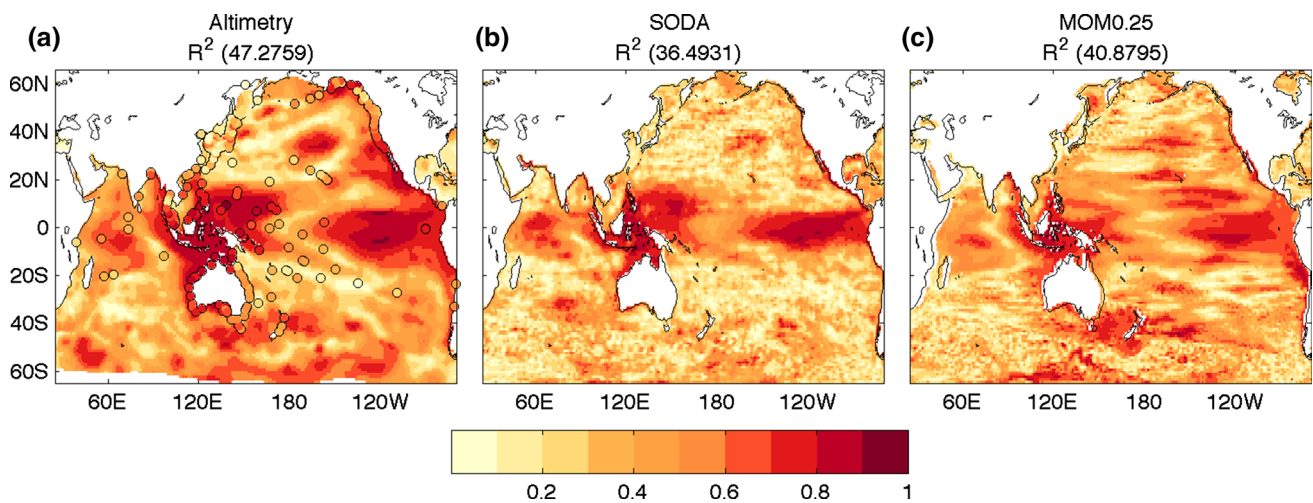 Altimetry
(a) R² (47.2759)
SODA
(b) R² (36.4931)
MOM0.25
(c) R² (40.8795)
60N
40N
20N
0
20S
40S
60S
60E 120E 180 120W
60E 120E 180 120W
60E 120E 180 120W
0.2 0.4 0.6 0.8 1